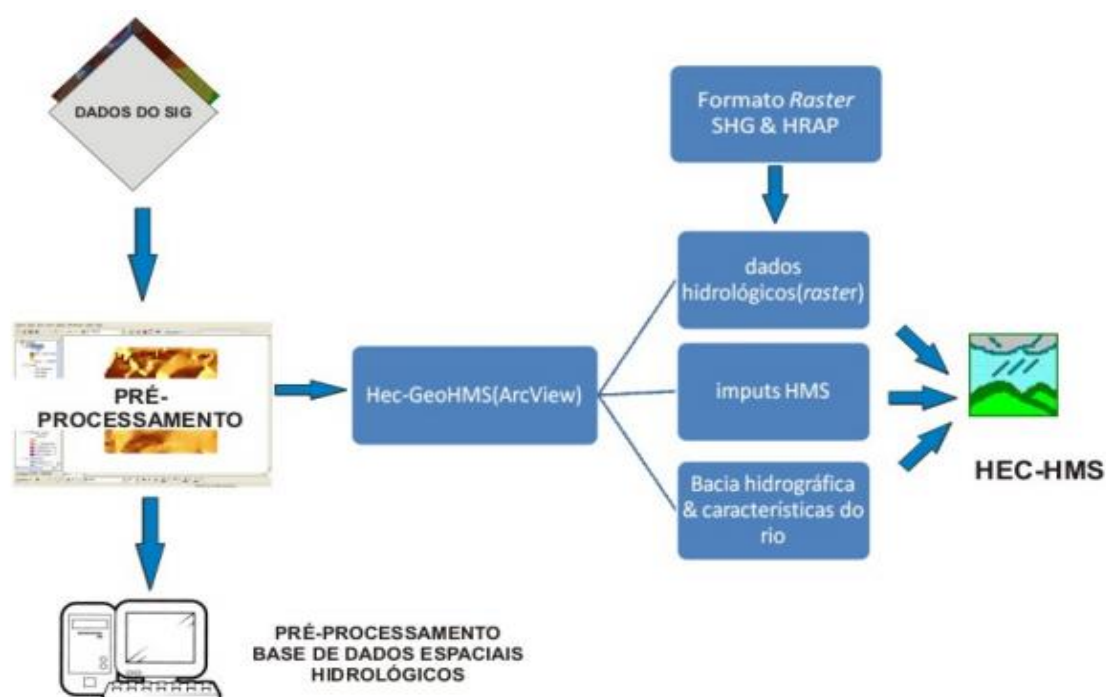 DADOS DO SIG
Formato Raster
SHG & HRAP
dados
hidrológicos(raster)
PRÉ-
PROCESSAMENTO
Hec-GeoHMS(ArcView)
imputs HMS
Bacia hidrográfica
& características do
rio
HEC-HMS
PRÉ-PROCESSAMENTO
BASE DE DADOS ESPACIAIS
HIDROLÓGICOS